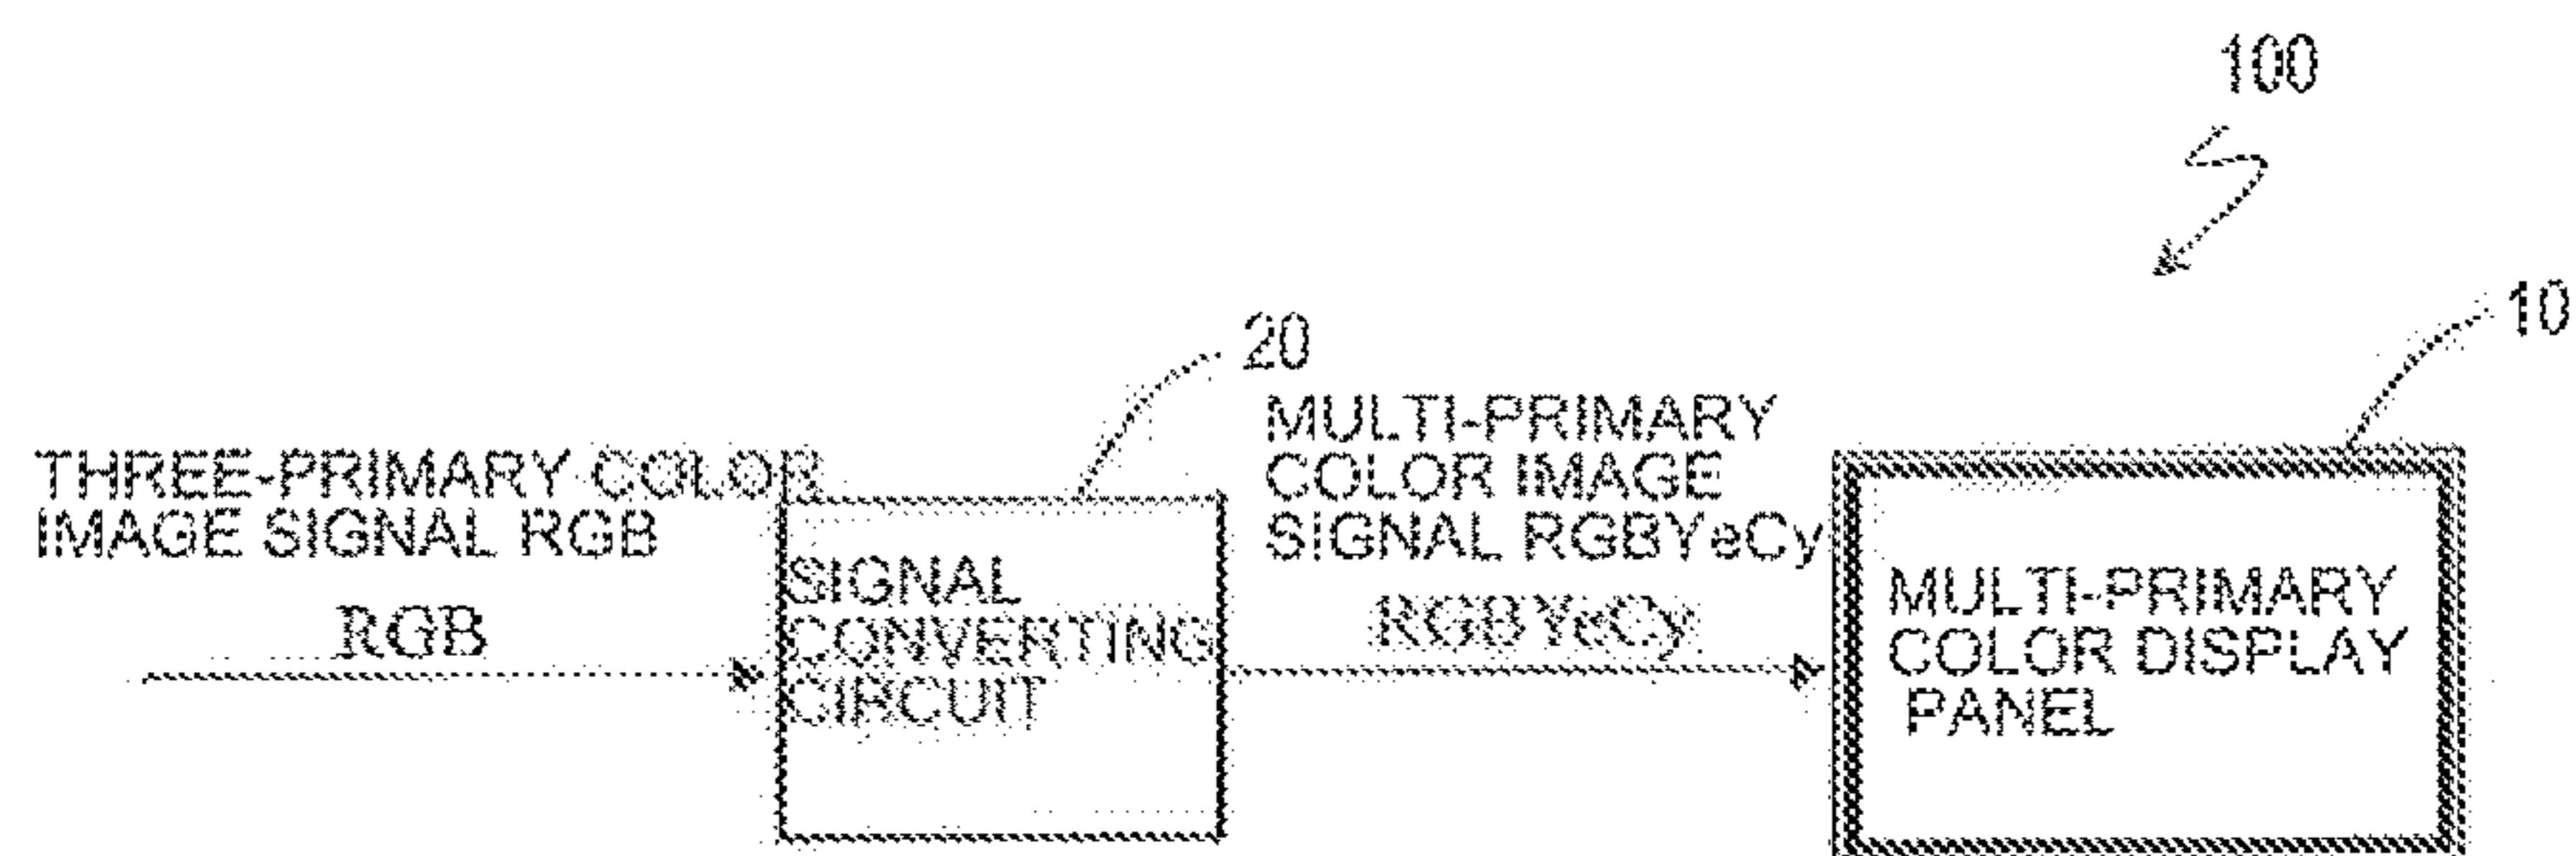 100
10
20
THREE-PRIMARY COLOR
IMAGE SIGNAL RGB
RGB
SIGNAL
CONVERTING
CIRCUIT
MULTI-PRIMARY
COLOR IMAGE
SIGNAL RGBYeCy
RGBYeCy
MULTI-PRIMARY
COLOR DISPLAY
PANEL